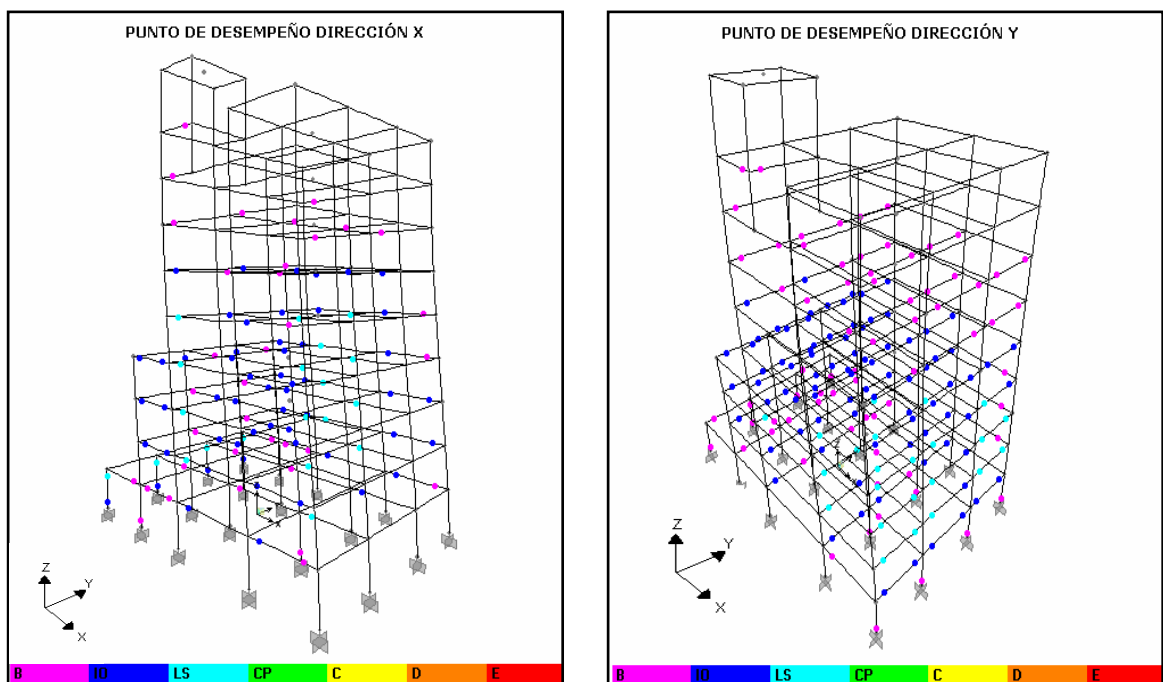 PUNTO DE DESEMPEÑO DIRECCIÓN X
Z
Y
X
B IO LS CP C D E
PUNTO DE DESEMPEÑO DIRECCIÓN Y
Z
Y
X
B IO LS CP C D E